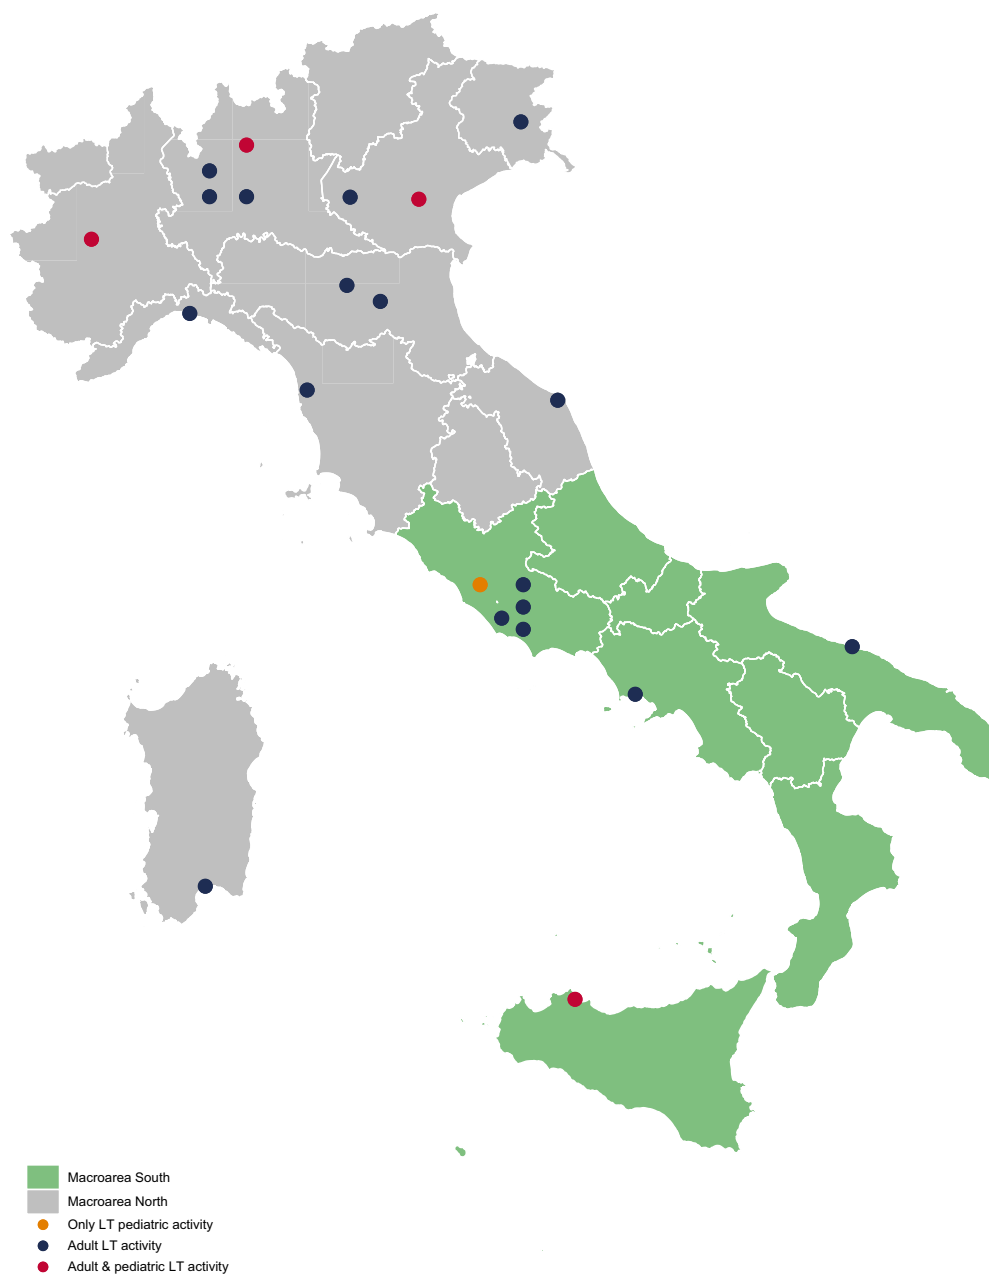 Macroarea South
Macroarea North
Only LT pediatric activity
Adult LT activity
Adult & pediatric LT activity